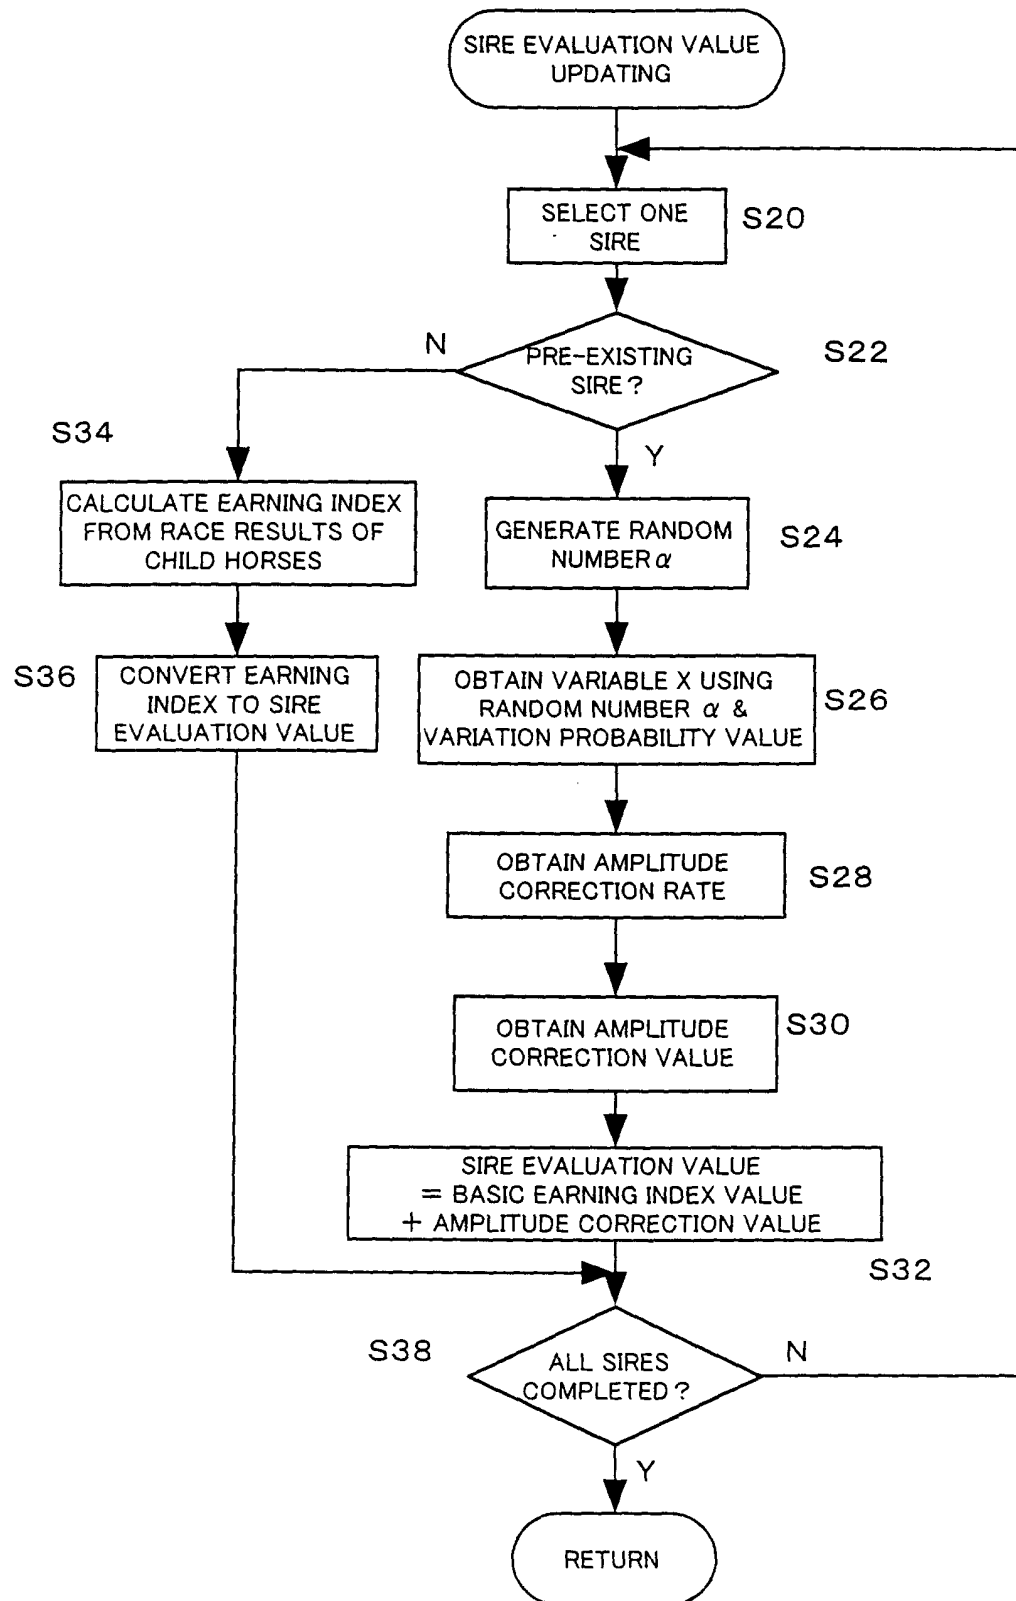 SIRE EVALUATION VALUE
UPDATING
SELECT ONE
SIRE
S20
PRE-EXISTING
SIRE?
S22
N
Y
S34
CALCULATE EARNING INDEX
FROM RACE RESULTS OF
CHILD HORSES
GENERATE RANDOM
NUMBER α
S24
S36
CONVERT EARNING
INDEX TO SIRE
EVALUATION VALUE
OBTAIN VARIABLE X USING
RANDOM NUMBER α &
VARIATION PROBABILITY VALUE
S26
OBTAIN AMPLITUDE
CORRECTION RATE
S28
OBTAIN AMPLITUDE
CORRECTION VALUE
S30
SIRE EVALUATION VALUE
= BASIC EARNING INDEX VALUE
+ AMPLITUDE CORRECTION VALUE
S32
S38
ALL SIRES
COMPLETED?
N
Y
RETURN